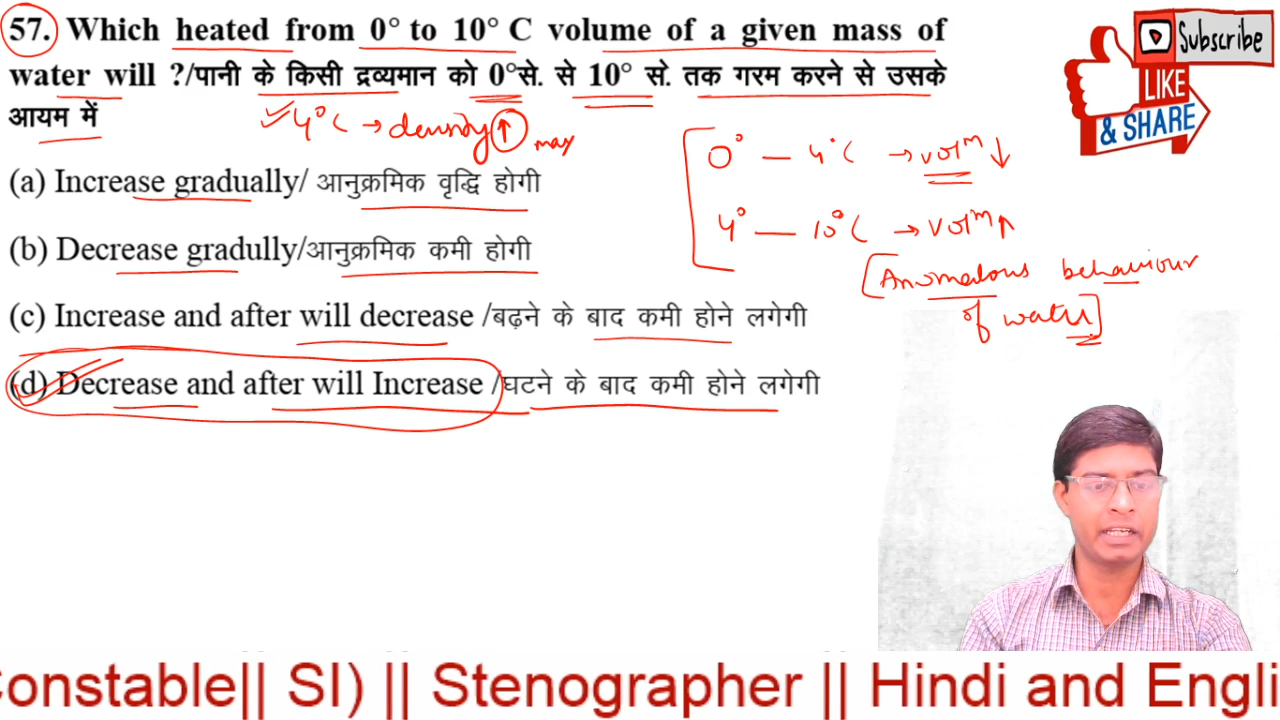 57. Which heated from 0° to 10° C volume of a given mass of
water will ?/पानी के किसी द्रव्यमान को 0°से. से 10° से. तक गरम करने से उसके
आयम में
✓4°C → density ↑ max
(a) Increase gradually/ आनुक्रमिक वृद्धि होगी
(b) Decrease gradully/आनुक्रमिक कमी होगी
(c) Increase and after will decrease /बढ़ने के बाद कमी होने लगेगी
(d) Decrease and after will Increase /घटने के बाद कमी होने लगेगी
0° — 4°C → volm ↓
4° — 10°C → volm ↑
[Anomalous behaviour
of water]
Subscribe
LIKE
& SHARE
Constable|| SI) || Stenographer || Hindi and Engli